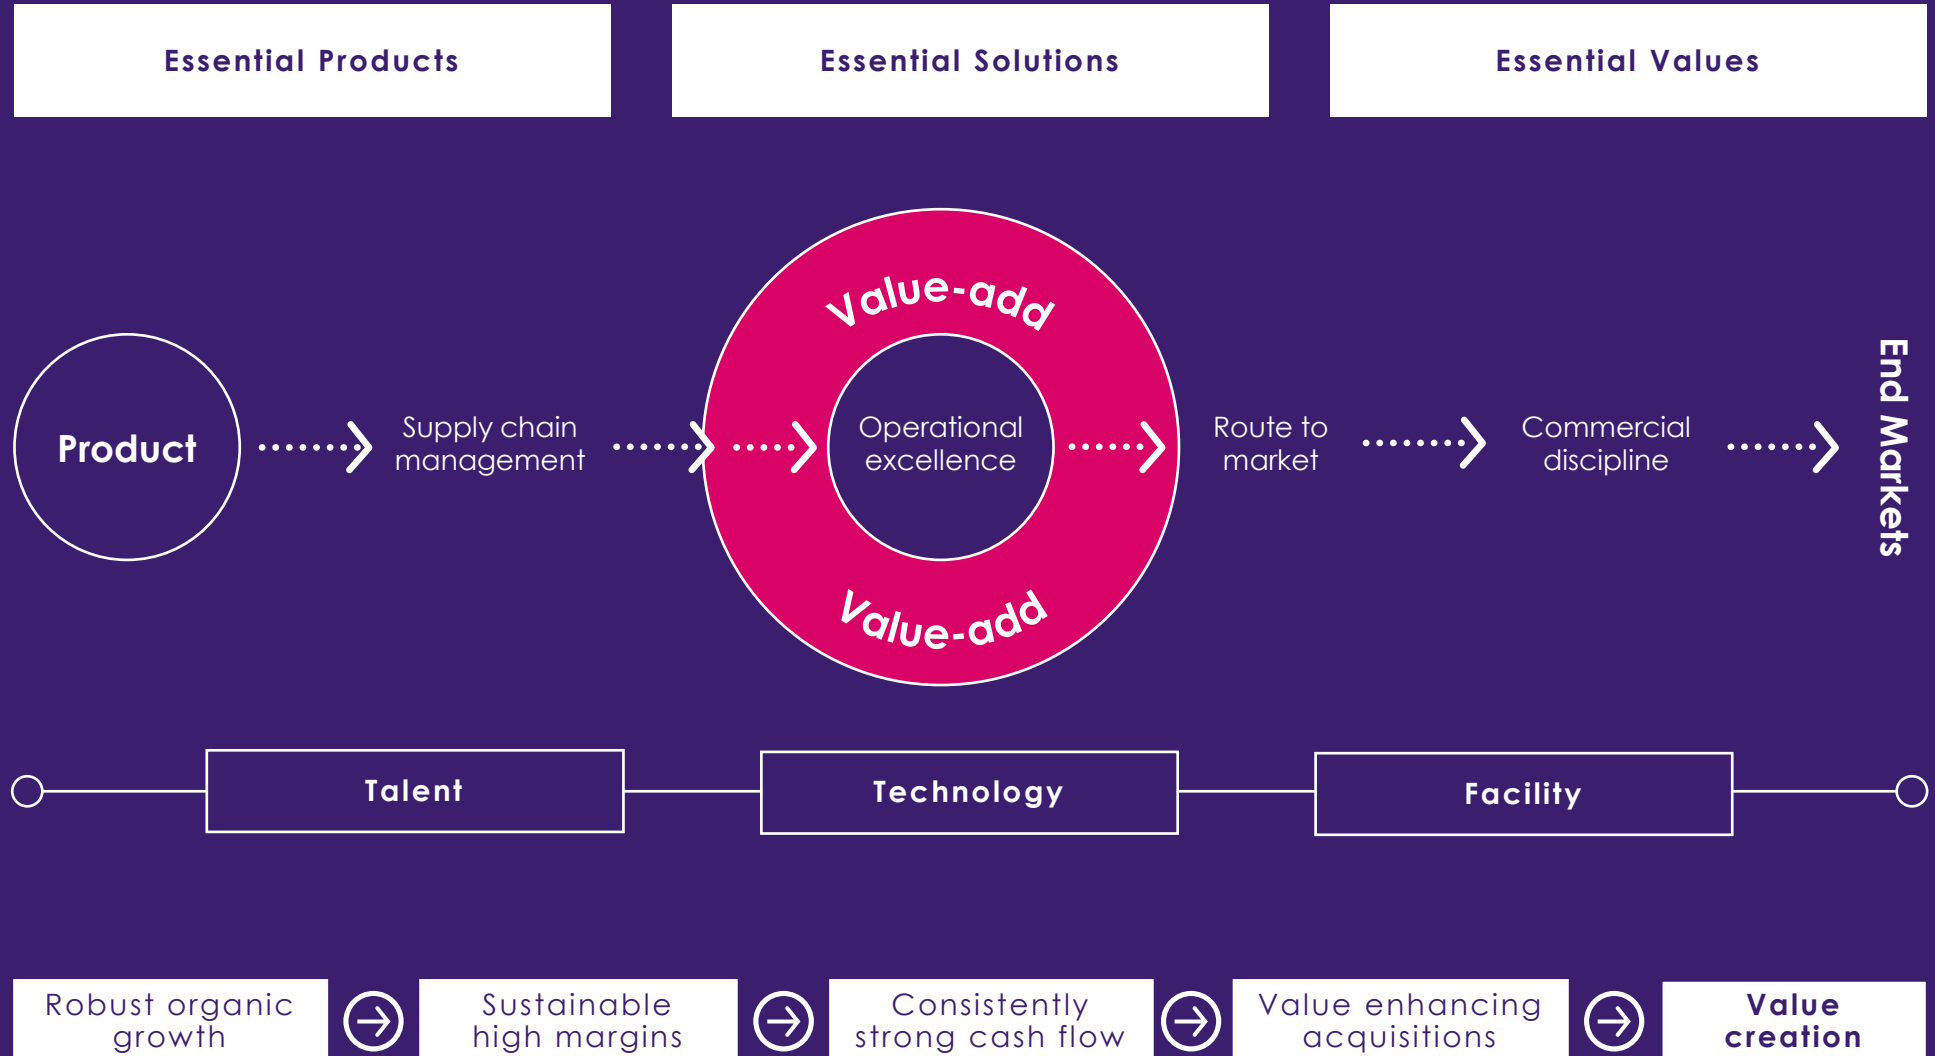 Essential Products
Essential Solutions
Essential Values
Value-add
Product
Supply chain
management
Operational
excellence
Route to
market
Commercial
discipline
End Markets
Value-add
Talent
Technology
Facility
Robust organic
growth
Sustainable
high margins
Consistently
strong cash flow
Value enhancing
acquisitions
Value
creation